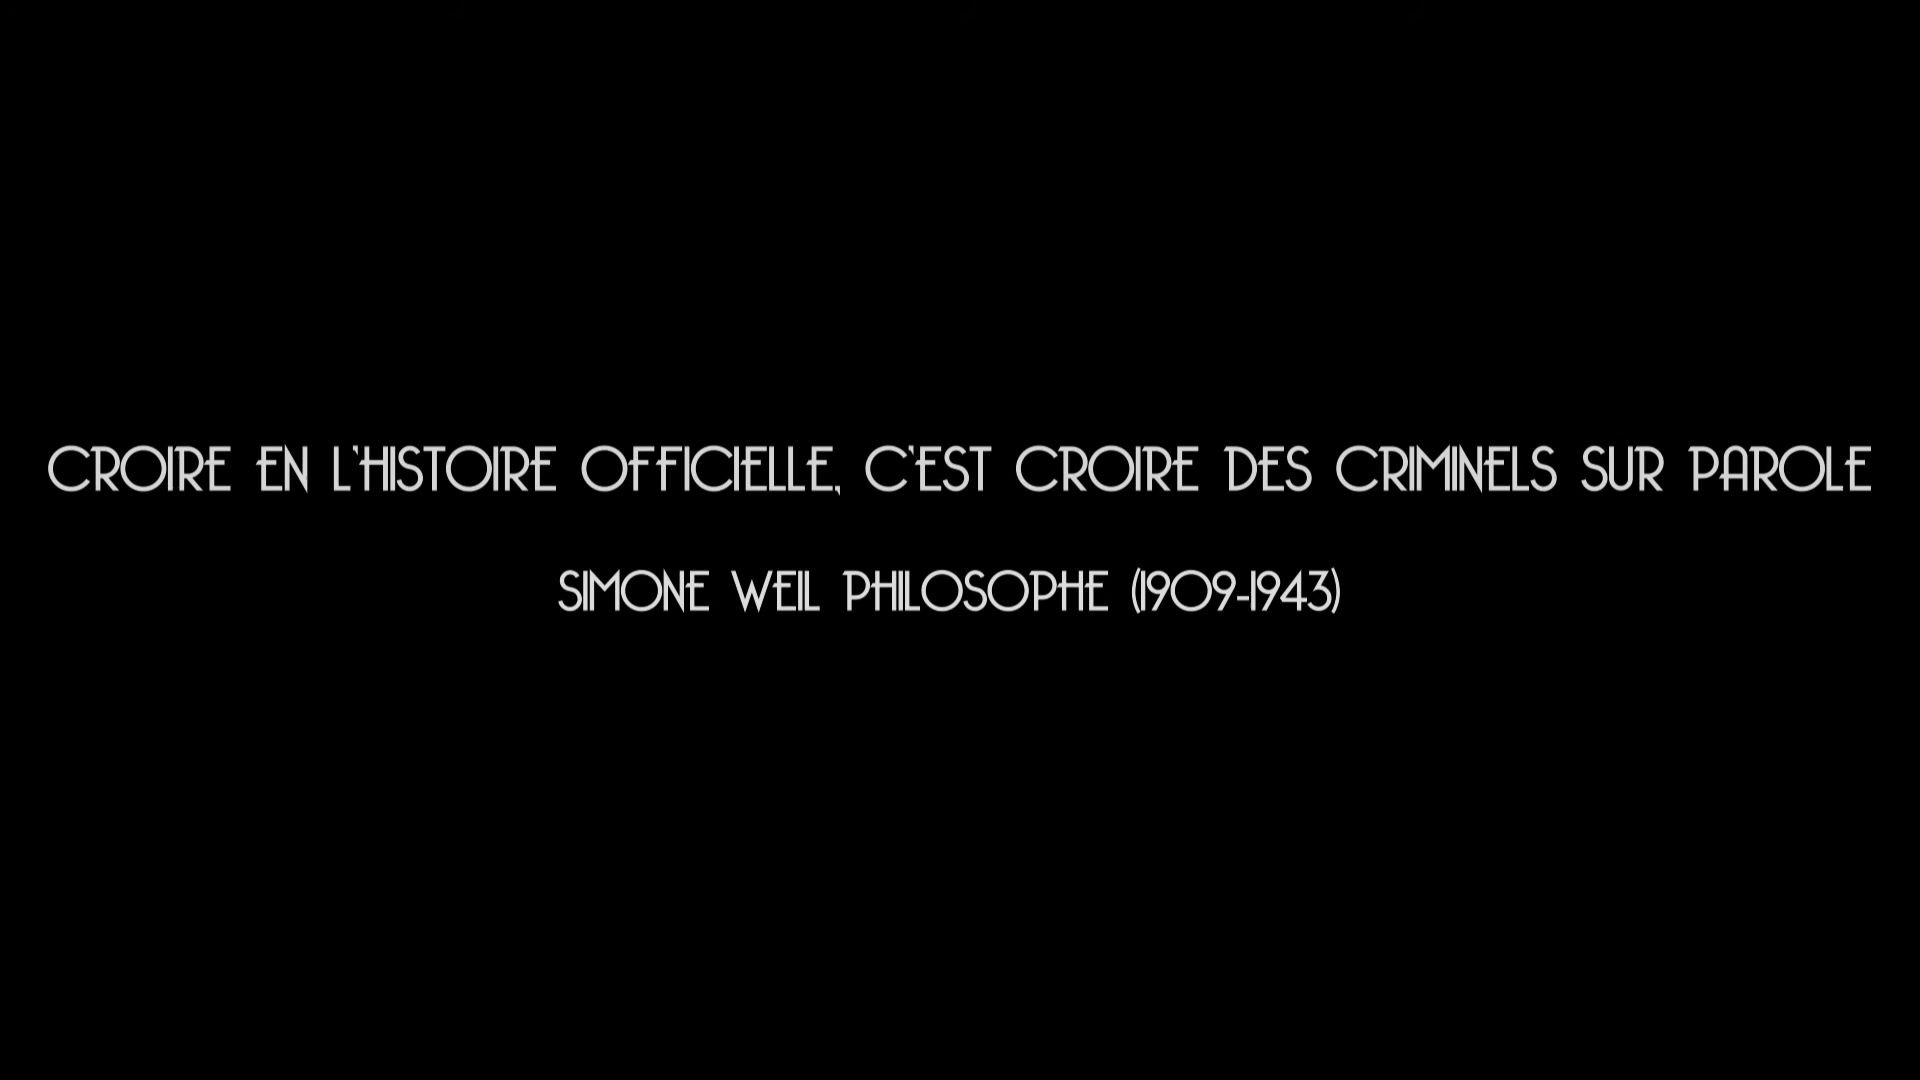 CROIRE EN L'HISTOIRE OFFICIELLE, C'EST CROIRE DES CRIMINELS SUR PAROLE
SIMONE WEIL PHILOSOPHE (1909-1943)